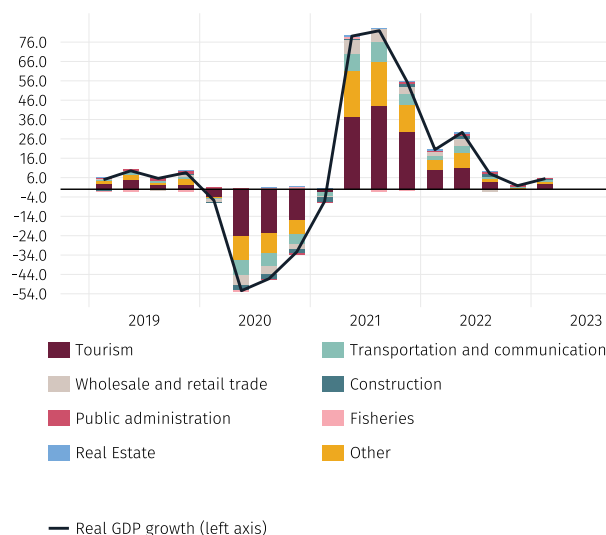 76.0
66.0
56.0
46.0
36.0
26.0
16.0
6.0
-4.0
-14.0
-24.0
-34.0
-44.0
-54.0
2019 2020 2021 2022 2023
Tourism Transportation and communication
Wholesale and retail trade Construction
Public administration Fisheries
Real Estate Other
Real GDP growth (left axis)